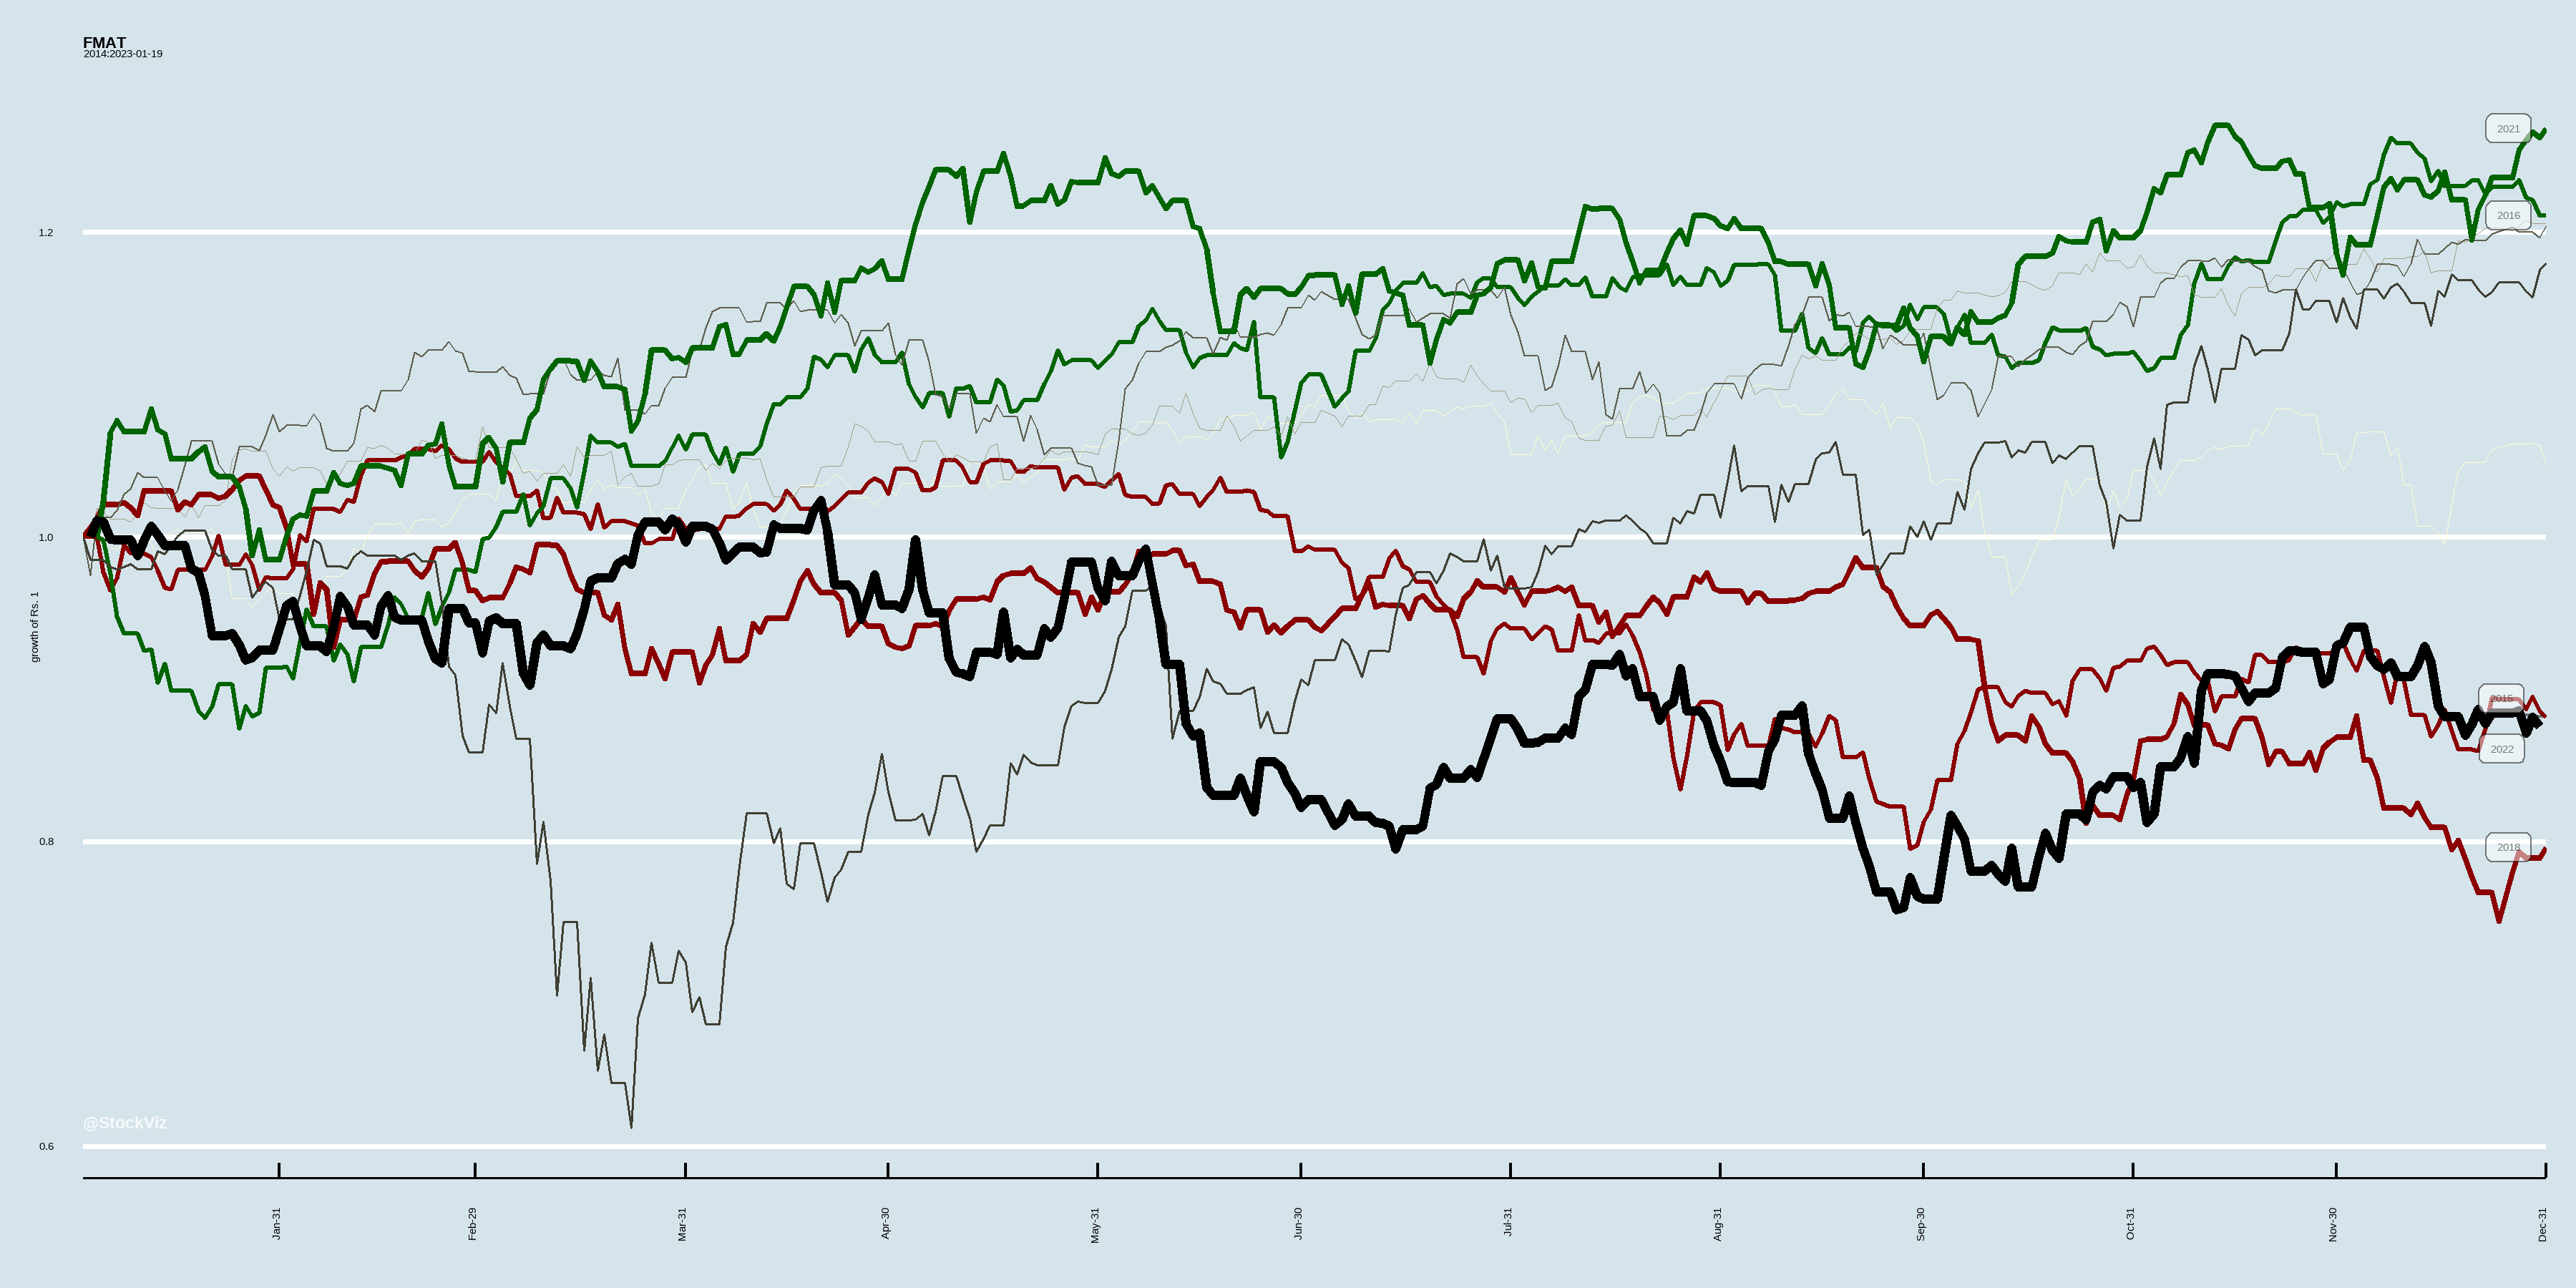 FMAT
2014:2023-01-19
2021
1.2
2016
1.0
growth of Rs. 1
2015
2022
0.8
2018
@StockViz
0.6
Jan-31
Feb-29
Mar-31
Apr-30
May-31
Jun-30
Jul-31
Aug-31
Sep-30
Oct-31
Nov-30
Dec-31